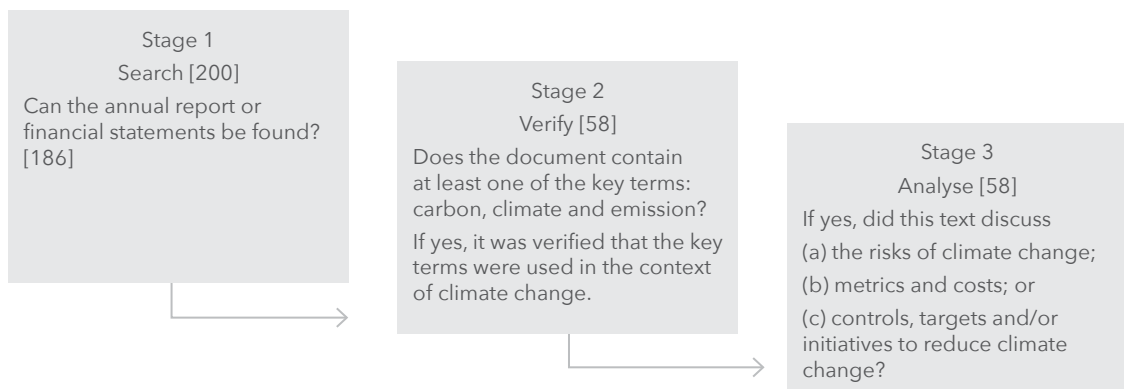 Stage 1
Search [200]
Can the annual report or
financial statements be found?
[186]
Stage 2
Verify [58]
Does the document contain
at least one of the key terms:
carbon, climate and emission?
If yes, it was verified that the key
terms were used in the context
of climate change.
Stage 3
Analyse [58]
If yes, did this text discuss
(a) the risks of climate change;
(b) metrics and costs; or
(c) controls, targets and/or
initiatives to reduce climate
change?